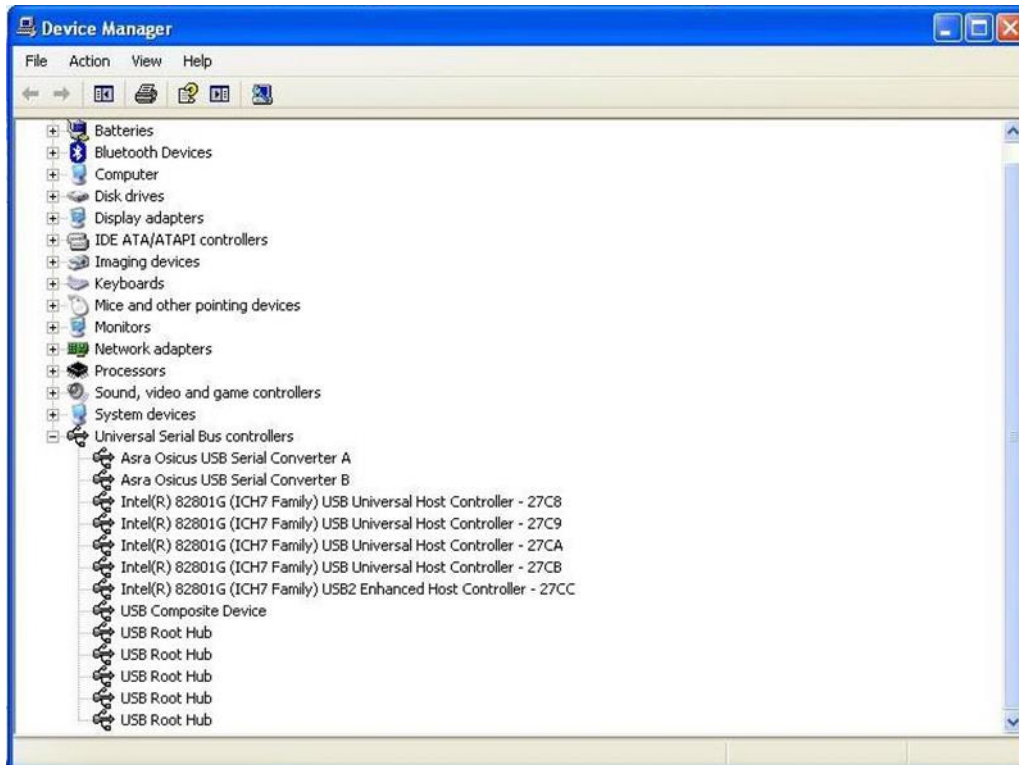 Device Manager
File Action View Help
Batteries
Bluetooth Devices
Computer
Disk drives
Display adapters
IDE ATA/ATAPI controllers
Imaging devices
Keyboards
Mice and other pointing devices
Monitors
Network adapters
Processors
Sound, video and game controllers
System devices
Universal Serial Bus controllers
Asra Osicus USB Serial Converter A
Asra Osicus USB Serial Converter B
Intel(R) 82801G (ICH7 Family) USB Universal Host Controller - 27C8
Intel(R) 82801G (ICH7 Family) USB Universal Host Controller - 27C9
Intel(R) 82801G (ICH7 Family) USB Universal Host Controller - 27CA
Intel(R) 82801G (ICH7 Family) USB Universal Host Controller - 27CB
Intel(R) 82801G (ICH7 Family) USB2 Enhanced Host Controller - 27CC
USB Composite Device
USB Root Hub
USB Root Hub
USB Root Hub
USB Root Hub
USB Root Hub